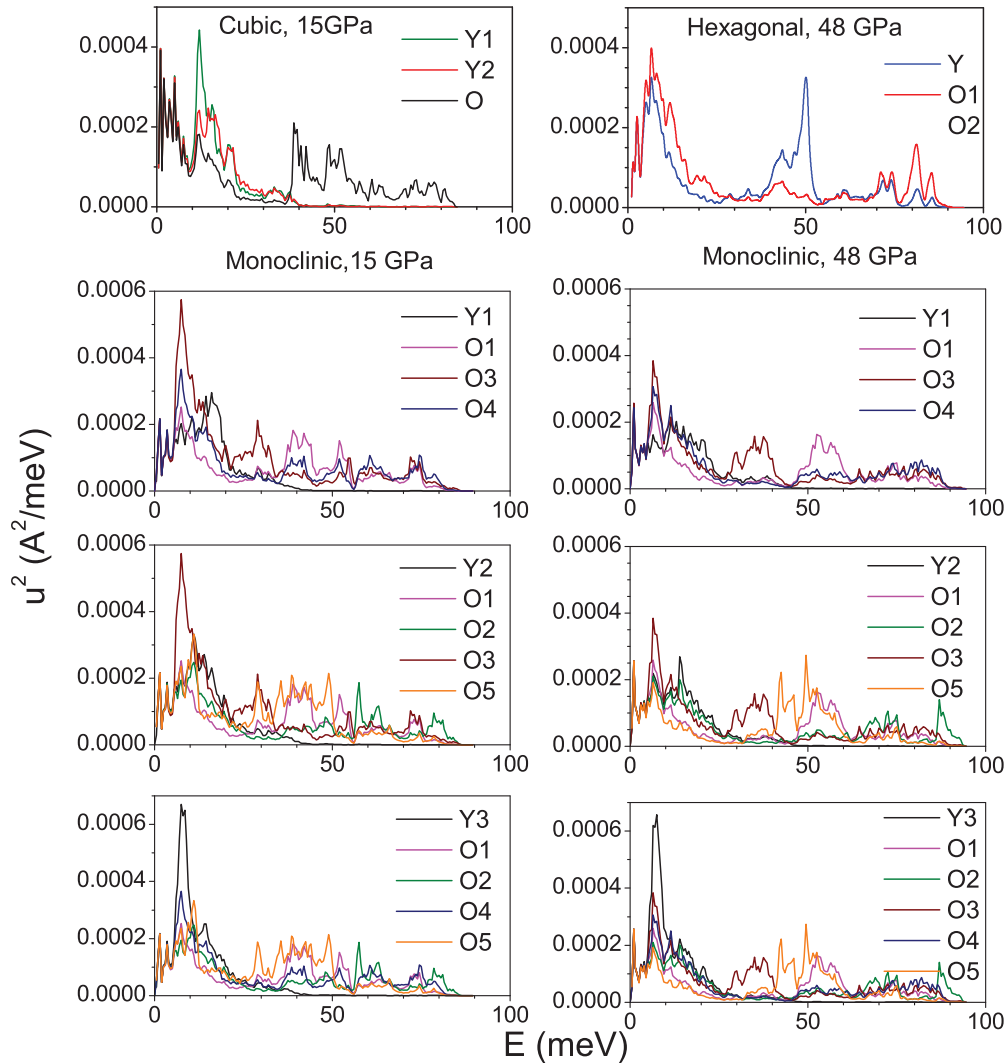 Cubic, 15GPa
Y1
Y2
O
0.0004
0.0002
0.0000
0
50
100
Hexagonal, 48 GPa
Y
O1
O2
0.0004
0.0002
0.0000
0
50
100
Monoclinic,15 GPa
Y1
O1
O3
O4
0.0006
0.0004
0.0002
0.0000
0
50
100
Monoclinic, 48 GPa
Y1
O1
O3
O4
0.0006
0.0004
0.0002
0.0000
0
50
100
u² (A²/meV)
Y2
O1
O2
O3
O5
0.0006
0.0004
0.0002
0.0000
0
50
100
Y2
O1
O2
O3
O5
0.0006
0.0004
0.0002
0.0000
0
50
100
Y3
O1
O2
O4
O5
0.0006
0.0004
0.0002
0.0000
0
50
100
Y3
O1
O2
O3
O4
O5
0.0006
0.0004
0.0002
0.0000
0
50
100
E (meV)